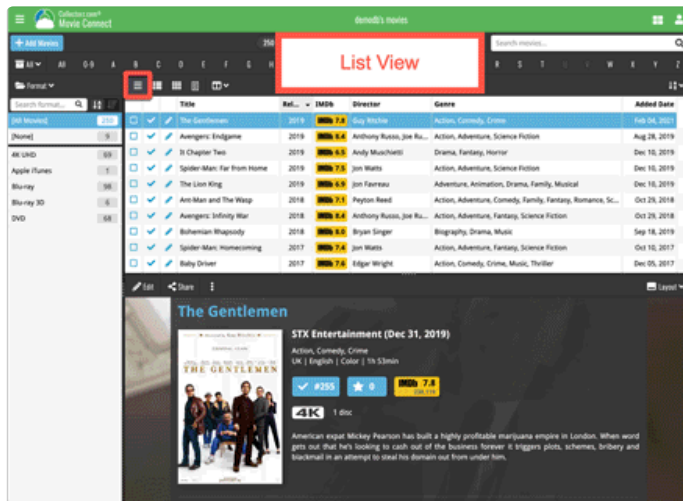 Collectorz.com®
Movie Connect
demodb's movies
+ Add Movies
250
List View
Search movies...
All All 0-9 A B C D E F G H R S T W X Y Z
Format
Search format...
[All Movies] 250
[None] 9
4K UHD 69
Apple iTunes 1
Blu-ray 98
Blu-ray 3D 6
DVD 68
Title Rel... IMDb Director Genre Added Date
The Gentlemen 2019 IMDb 7.8 Guy Ritchie Action, Comedy, Crime Feb 04, 2021
Avengers: Endgame 2019 IMDb 8.4 Anthony Russo, Joe Ru... Action, Adventure, Science Fiction Aug 28, 2019
It Chapter Two 2019 IMDb 6.5 Andy Muschietti Drama, Fantasy, Horror Dec 10, 2019
Spider-Man: Far from Home 2019 IMDb 7.5 Jon Watts Action, Adventure, Science Fiction Dec 10, 2019
The Lion King 2019 IMDb 6.9 Jon Favreau Adventure, Animation, Drama, Family, Musical Dec 10, 2019
Ant-Man and The Wasp 2018 IMDb 7.1 Peyton Reed Action, Adventure, Comedy, Family, Fantasy, Romance, Sc... Oct 29, 2018
Avengers: Infinity War 2018 IMDb 8.4 Anthony Russo, Joe Ru... Action, Adventure, Fantasy, Science Fiction Oct 29, 2018
Bohemian Rhapsody 2018 IMDb 8.0 Bryan Singer Biography, Drama, Music Sep 18, 2019
Spider-Man: Homecoming 2017 IMDb 7.4 Jon Watts Action, Adventure, Fantasy, Science Fiction Oct 10, 2017
Baby Driver 2017 IMDb 7.6 Edgar Wright Action, Comedy, Crime, Music, Thriller Dec 05, 2017
Edit Share Layout
The Gentlemen
STX Entertainment (Dec 31, 2019)
Action, Comedy, Crime
UK | English | Color | 1h 53min
#255 0 IMDb 7.8
4K 1 disc
THE GENTLEMEN
American expat Mickey Pearson has built a highly profitable marijuana empire in London. When word
gets out that he's looking to cash out of the business forever it triggers plots, schemes, bribery and
blackmail in an attempt to steal his domain out from under him.